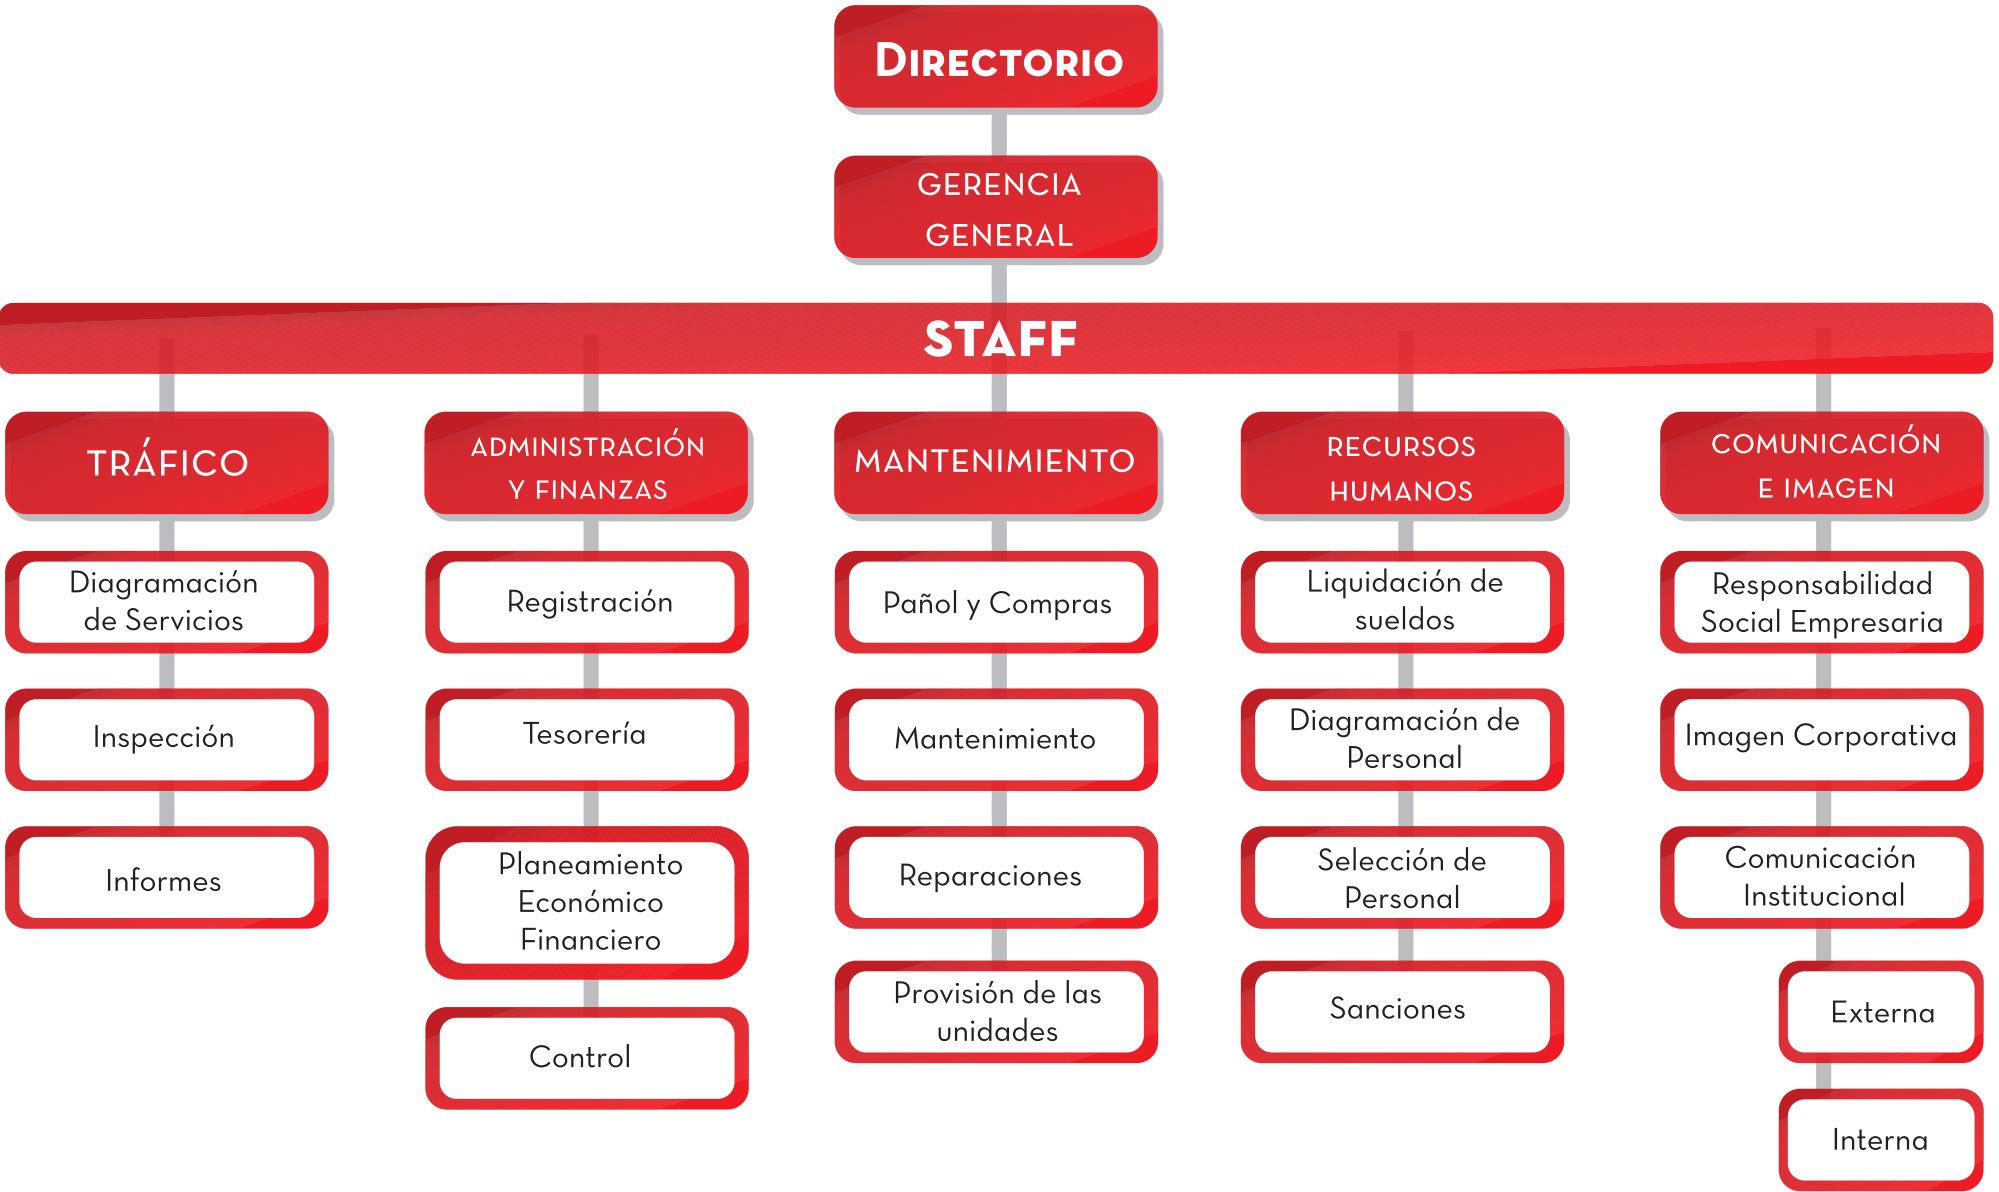 DIRECTORIO
GERENCIA
GENERAL
STAFF
TRÁFICO
Diagramación
de Servicios
Inspección
Informes
ADMINISTRACIÓN
Y FINANZAS
Registración
Tesorería
Planeamiento
Económico
Financiero
Control
MANTENIMIENTO
Pañol y Compras
Mantenimiento
Reparaciones
Provisión de las
unidades
RECURSOS
HUMANOS
Liquidación de
sueldos
Diagramación de
Personal
Selección de
Personal
Sanciones
COMUNICACIÓN
E IMAGEN
Responsabilidad
Social Empresaria
Imagen Corporativa
Comunicación
Institucional
Externa
Interna